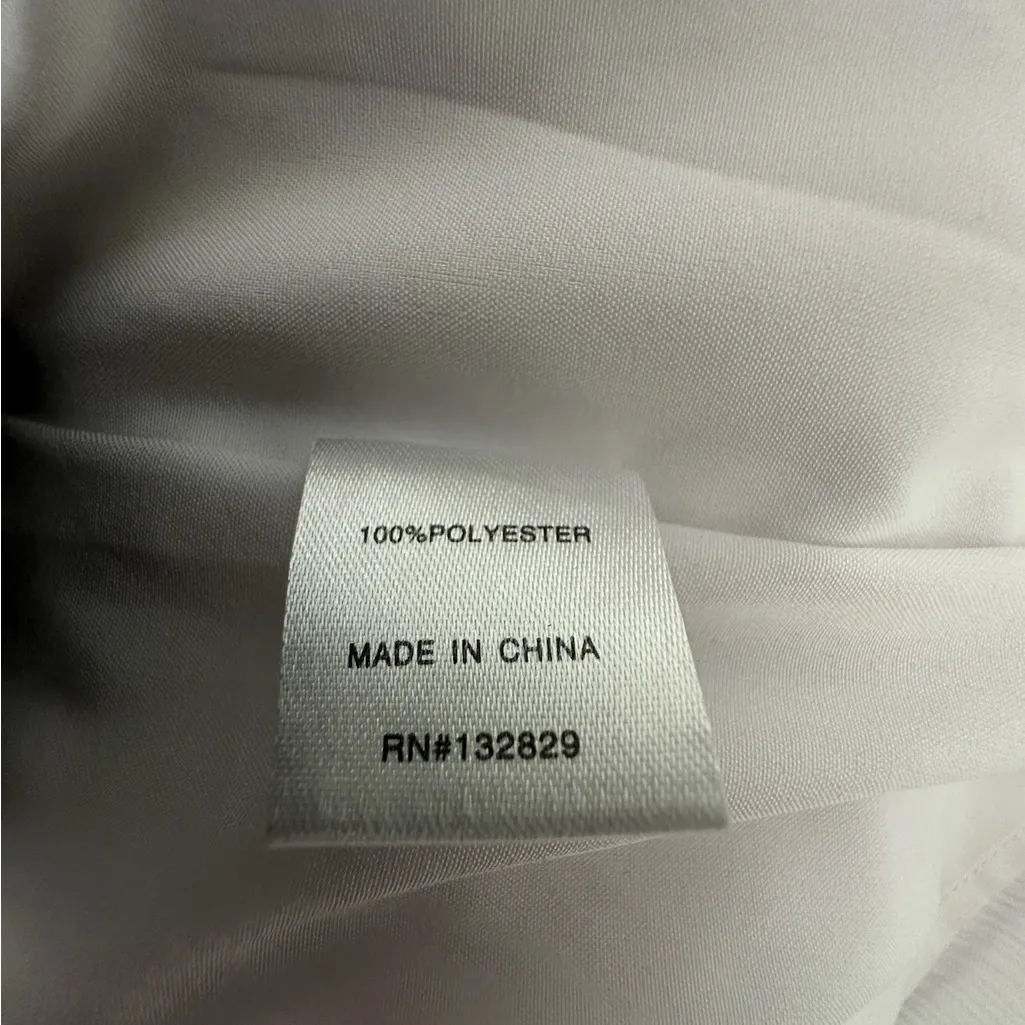 100%POLYESTER
MADE IN CHINA
RN#132829